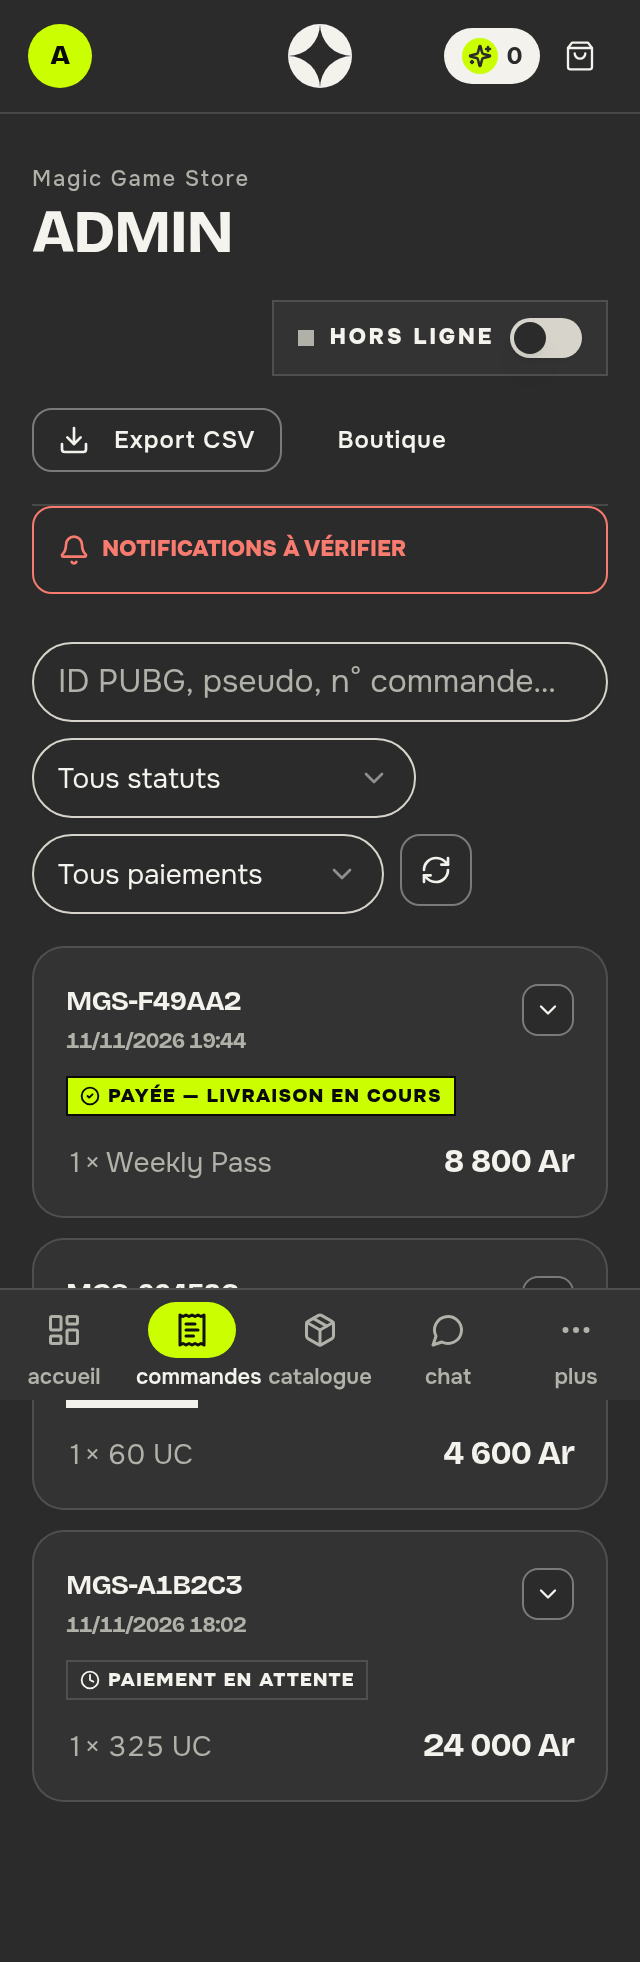 A
0
Magic Game Store
ADMIN
HORS LIGNE
Export CSV
Boutique
NOTIFICATIONS À VÉRIFIER
ID PUBG, pseudo, n° commande...
Tous statuts
Tous paiements
MGS-F49AA2
11/11/2026 19:44
PAYÉE — LIVRAISON EN COURS
1 × Weekly Pass
8 800 Ar
accueil
commandes
catalogue
chat
plus
1 × 60 UC
4 600 Ar
MGS-A1B2C3
11/11/2026 18:02
PAIEMENT EN ATTENTE
1 × 325 UC
24 000 Ar